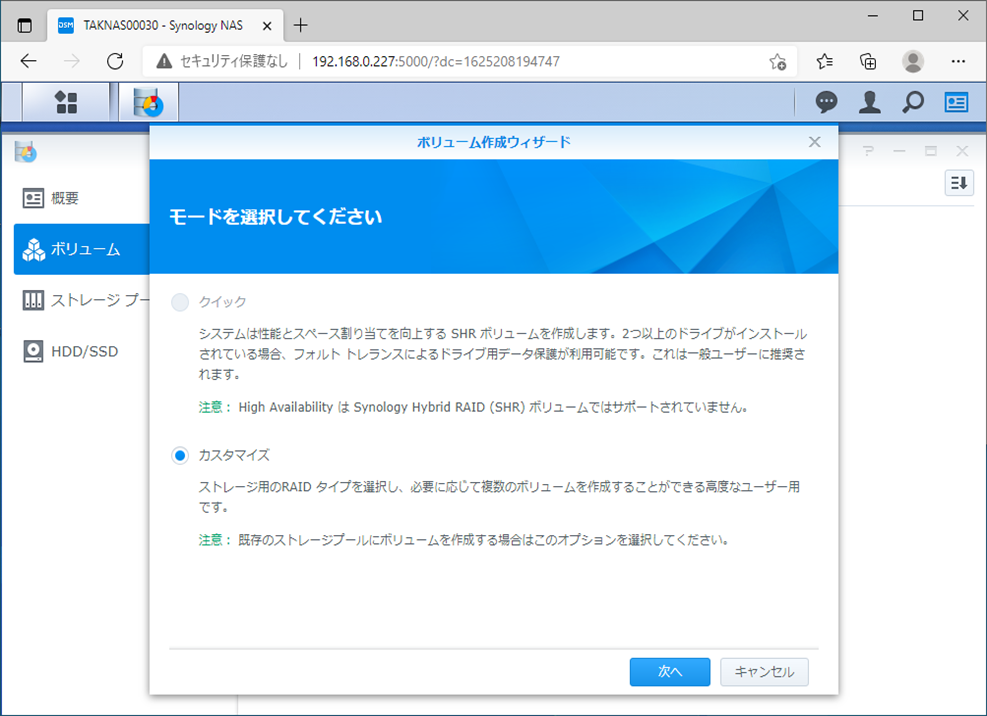 DSM TAKNAS00030 - Synology NAS
セキュリティ保護なし | 192.168.0.227:5000/?dc=1625208194747
ボリューム作成ウィザード
概要
ボリューム
ストレージ プー
HDD/SSD
モードを選択してください
クイック
システムは性能とスペース割り当てを向上する SHR ボリュームを作成します。2つ以上のドライブがインストール
されている場合、フォルト トレランスによるドライブ用データ保護が利用可能です。これは一般ユーザーに推奨さ
れます。
注意： High Availability は Synology Hybrid RAID (SHR) ボリュームではサポートされていません。
カスタマイズ
ストレージ用のRAID タイプを選択し、必要に応じて複数のボリュームを作成することができる高度なユーザー用
です。
注意： 既存のストレージプールにボリュームを作成する場合はこのオプションを選択してください。
次へ
キャンセル